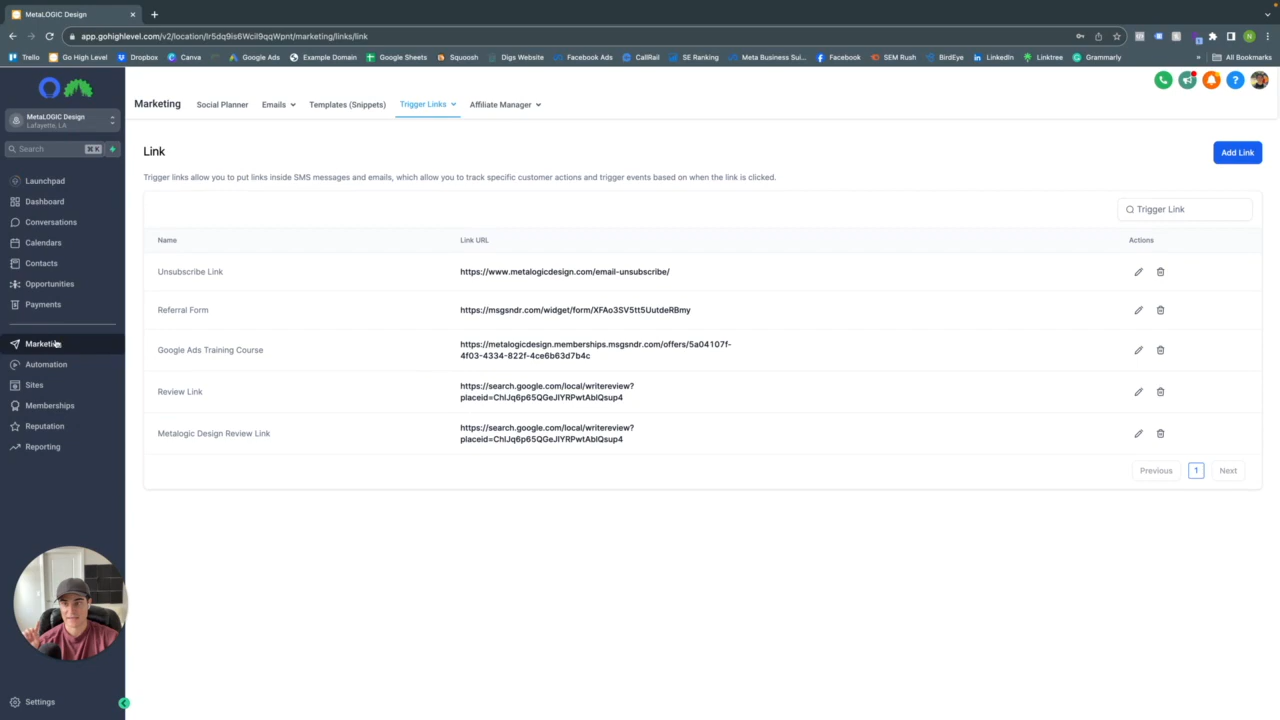 MetaLOGIC Design
app.gohighlevel.com/v2/location/lr5dq9is6Wcil9qqWpnt/marketing/links/link
N
Trello
Go High Level
Dropbox
Canva
Google Ads
Example Domain
Google Sheets
Squoosh
Digs Website
Facebook Ads
CallRail
SE Ranking
Meta Business Sui...
Facebook
SEM Rush
BirdEye
LinkedIn
Linktree
Grammarly
»
All Bookmarks
MetaLOGIC Design
Lafayette, LA
Search
⌘ K
Launchpad
Dashboard
Conversations
Calendars
Contacts
Opportunities
Payments
Marketing
Automation
Sites
Memberships
Reputation
Reporting
Settings
Marketing
Social Planner
Emails
Templates (Snippets)
Trigger Links
Affiliate Manager
Link
Add Link
Trigger links allow you to put links inside SMS messages and emails, which allow you to track specific customer actions and trigger events based on when the link is clicked.
Trigger Link
Name Link URL Actions
Unsubscribe Link https://www.metalogicdesign.com/email-unsubscribe/
Referral Form https://msgsndr.com/widget/form/XFAo3SV5tt5UutdeRBmy
Google Ads Training Course https://metalogicdesign.memberships.msgsndr.com/offers/5a04107f-
4f03-4334-822f-4ce6b63d7b4c
Review Link https://search.google.com/local/writereview?
placeid=ChIJq6p65QGeJIYRPwtAbIQsup4
Metalogic Design Review Link https://search.google.com/local/writereview?
placeid=ChIJq6p65QGeJIYRPwtAbIQsup4
Previous 1 Next